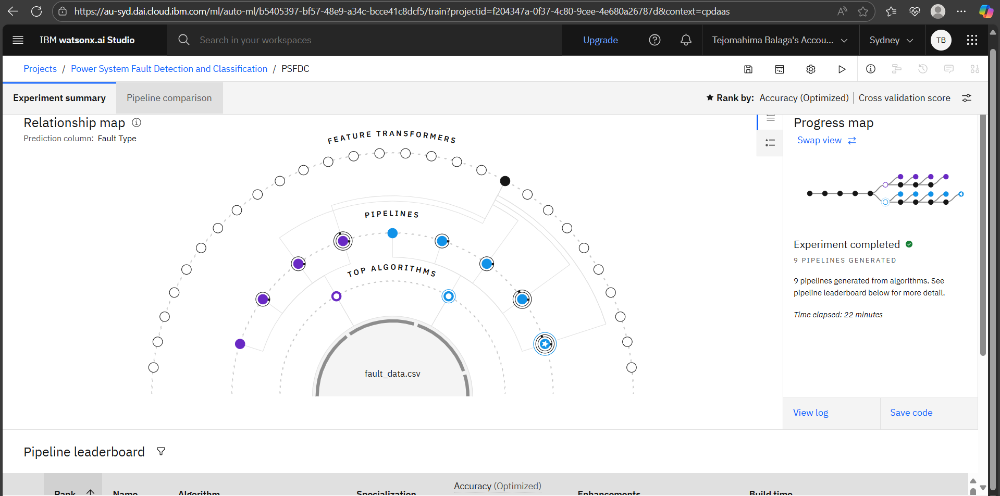 https://au-syd.dai.cloud.ibm.com/ml/auto-ml/b5405397-bf57-48e9-a34c-bcce41c8dcf5/train?projectid=f204347a-0f37-4c80-9cee-4e680a26787d&context=cpdaas
IBM watsonx.ai Studio
Search in your workspaces
Upgrade
Tejomahima Balaga's Accou...
Sydney
TB
Projects / Power System Fault Detection and Classification / PSFDC
Experiment summary
Pipeline comparison
Rank by: Accuracy (Optimized) | Cross validation score
Relationship map
Prediction column: Fault Type
FEATURE TRANSFORMERS
PIPELINES
TOP ALGORITHMS
fault_data.csv
Progress map
Swap view
Experiment completed
9 PIPELINES GENERATED
9 pipelines generated from algorithms. See
pipeline leaderboard below for more detail.
Time elapsed: 22 minutes
View log
Save code
Pipeline leaderboard
Rank
Name
Algorithm
Specialization
Accuracy (Optimized)
Enhancements
Build time